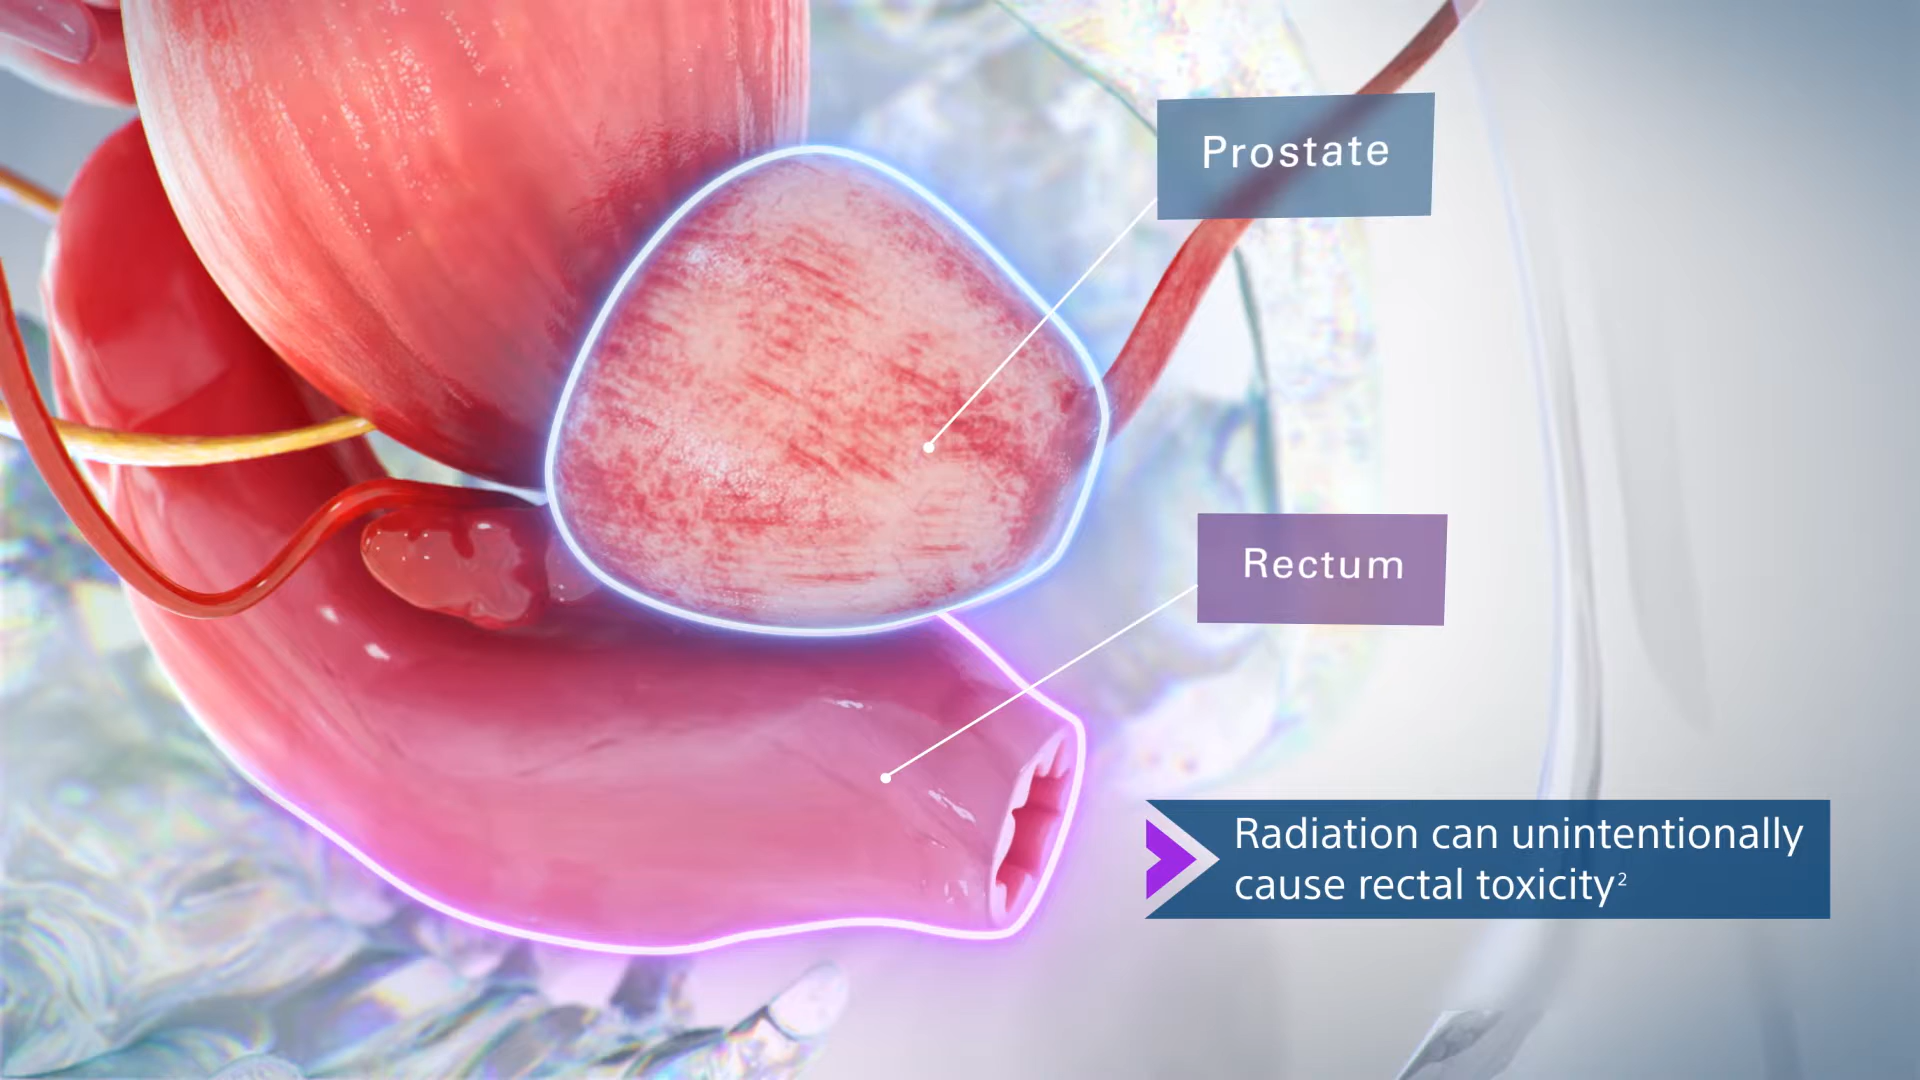 Prostate
Rectum
Radiation can unintentionally
cause rectal toxicity²